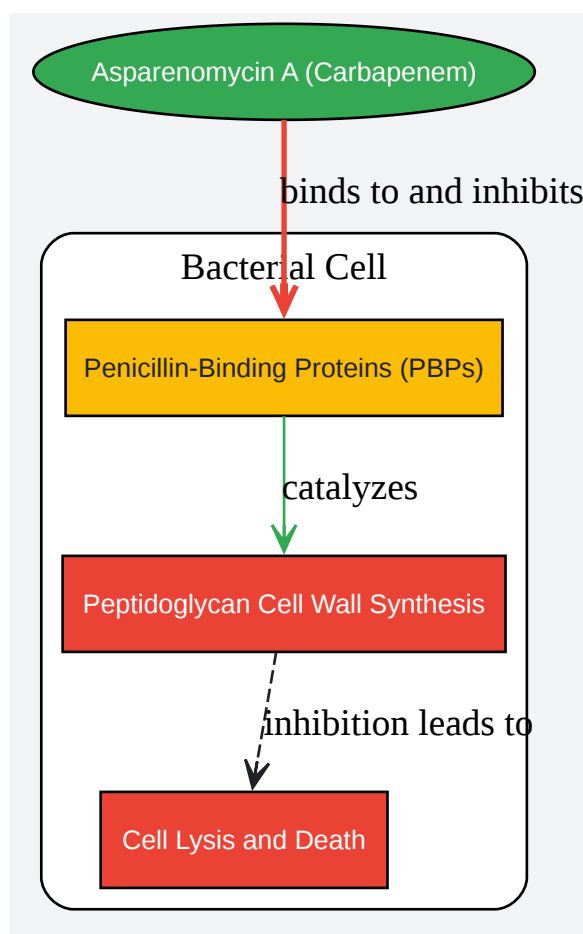 Asparenomycin A (Carbapenem)
binds to and inhibits
Bacterial Cell
Penicillin-Binding Proteins (PBPs)
catalyzes
Peptidoglycan Cell Wall Synthesis
inhibition leads to
Cell Lysis and Death